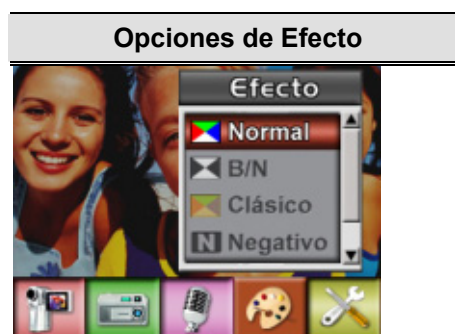 Opciones de Efecto
Efecto
Normal
B/N
Clásico
N Negativo